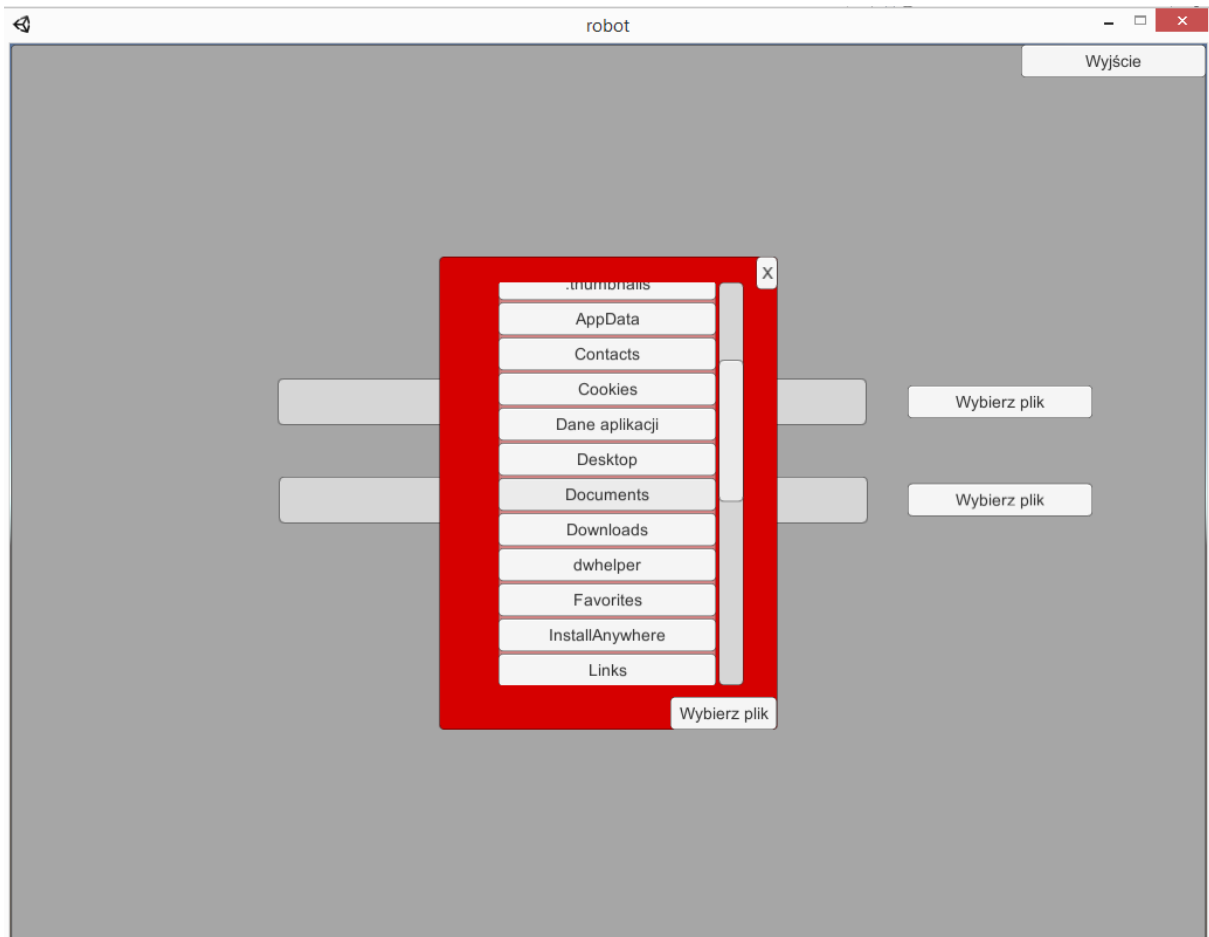 robot
Wyjście
X
.thumbnails
AppData
Contacts
Cookies
Dane aplikacji
Wybierz plik
Desktop
Documents
Wybierz plik
Downloads
dwhelper
Favorites
InstallAnywhere
Links
Wybierz plik